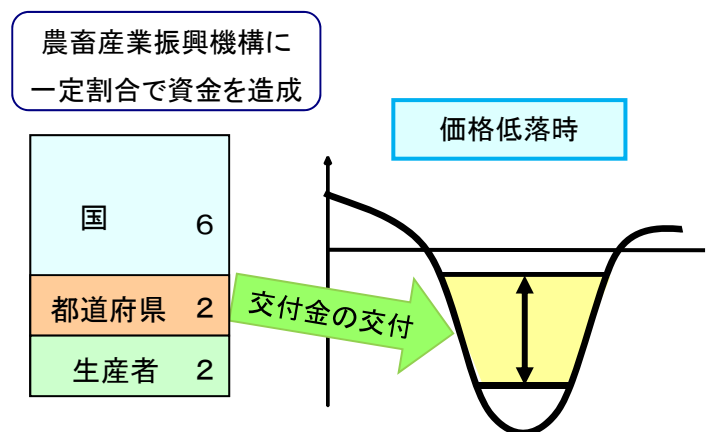 農畜産業振興機構に
一定割合で資金を造成
価格低落時
国 6
都道府県 2
生産者 2
交付金の交付